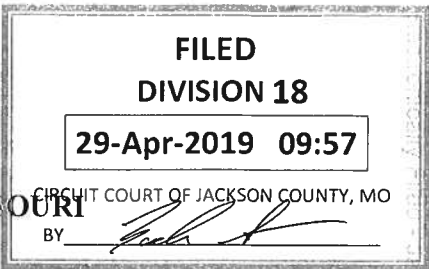 FILED
DIVISION 18
29-Apr-2019 09:57
CIRCUIT COURT OF JACKSON COUNTY, MO
OURI
BY